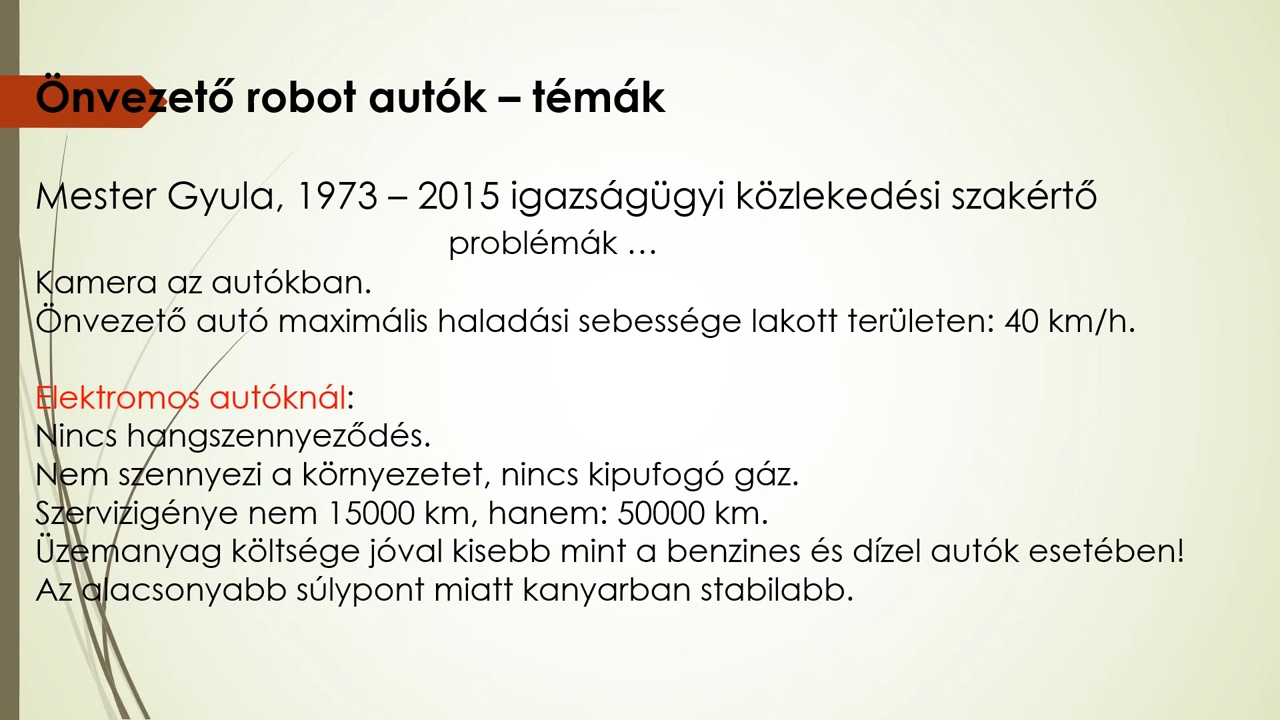 Önvezető robot autók – témák
Mester Gyula, 1973 – 2015 igazságügyi közlekedési szakértő
problémák …
Kamera az autókban.
Önvezető autó maximális haladási sebessége lakott területen: 40 km/h.
Elektromos autóknál:
Nincs hangszennyeződés.
Nem szennyezi a környezetet, nincs kipufogó gáz.
Szervizigénye nem 15000 km, hanem: 50000 km.
Üzemanyag költsége jóval kisebb mint a benzines és dízel autók esetében!
Az alacsonyabb súlypont miatt kanyarban stabilabb.